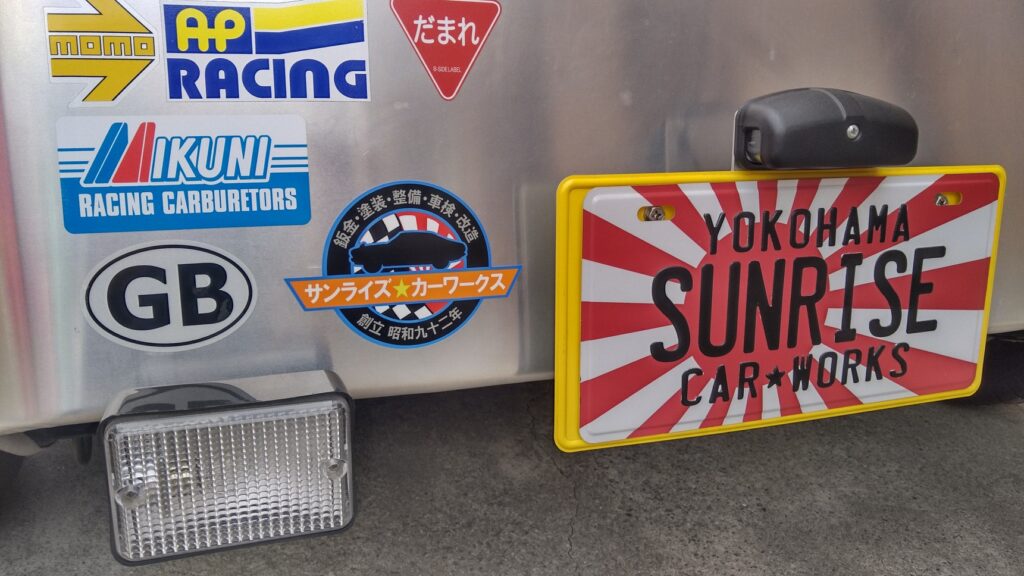 MOMO
AP
RACING
だまれ
B-SIDE LABEL
MIKUNI
RACING CARBURETORS
GB
鈑金・塗装・整備・車検・改造
サンライズ★カーワークス
創立 昭和九十二年
YOKOHAMA
SUNRISE
CAR★WORKS